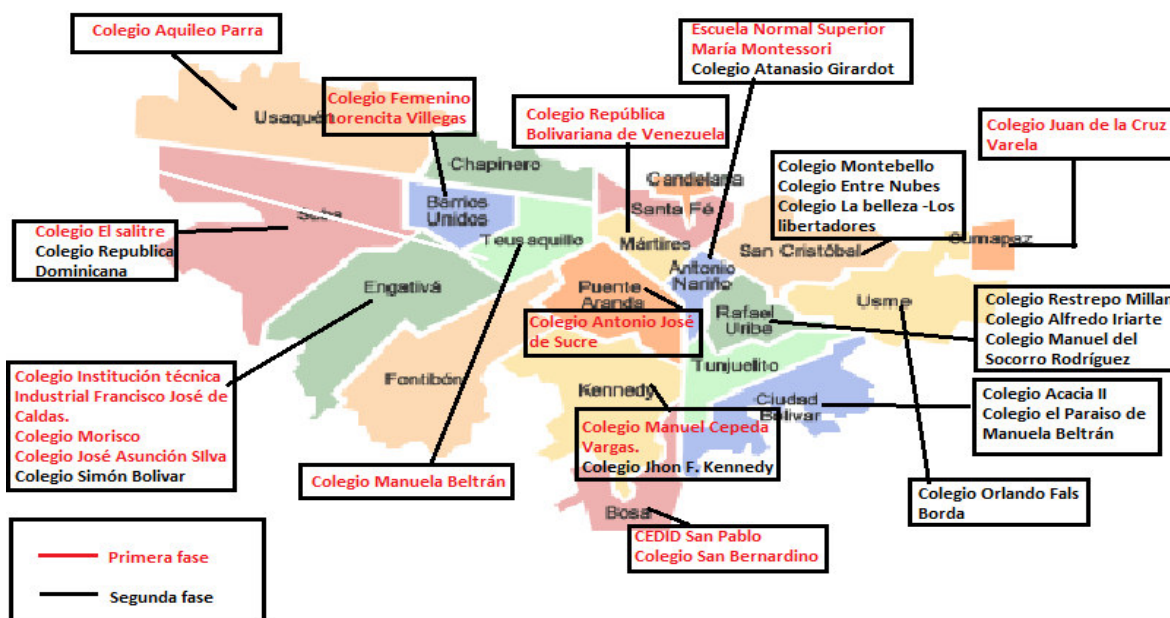 Colegio Aquileo Parra
Escuela Normal Superior
María Montessori
Colegio Atanasio Girardot
Colegio Femenino
Lorencita Villegas
Colegio República
Bolivariana de Venezuela
Colegio Juan de la Cruz
Varela
Usaquén
Chapinero
Candelaria
Santa Fé
Colegio Montebello
Colegio Entre Nubes
Colegio La belleza -Los
libertadores
Suba
Barrios
Unidos
Teusaquillo
Mártires
Antonio
Nariño
San Cristóbal
Sumapaz
Colegio El salitre
Colegio Republica
Dominicana
Engativá
Puente
Aranda
Rafael
Uribe
Usme
Colegio Antonio José
de Sucre
Colegio Restrepo Millan
Colegio Alfredo Iriarte
Colegio Manuel del
Socorro Rodríguez
Fontibón
Kennedy
Tunjuelito
Ciudad
Bolívar
Colegio Institución técnica
Industrial Francisco José de
Caldas.
Colegio Morisco
Colegio José Asunción SIlva
Colegio Simón Bolivar
Colegio Manuela Beltrán
Colegio Manuel Cepeda
Vargas.
Colegio Jhon F. Kennedy
Colegio Acacia II
Colegio el Paraiso de
Manuela Beltrán
Colegio Orlando Fals
Borda
Bosa
CEDID San Pablo
Colegio San Bernardino
Primera fase
Segunda fase